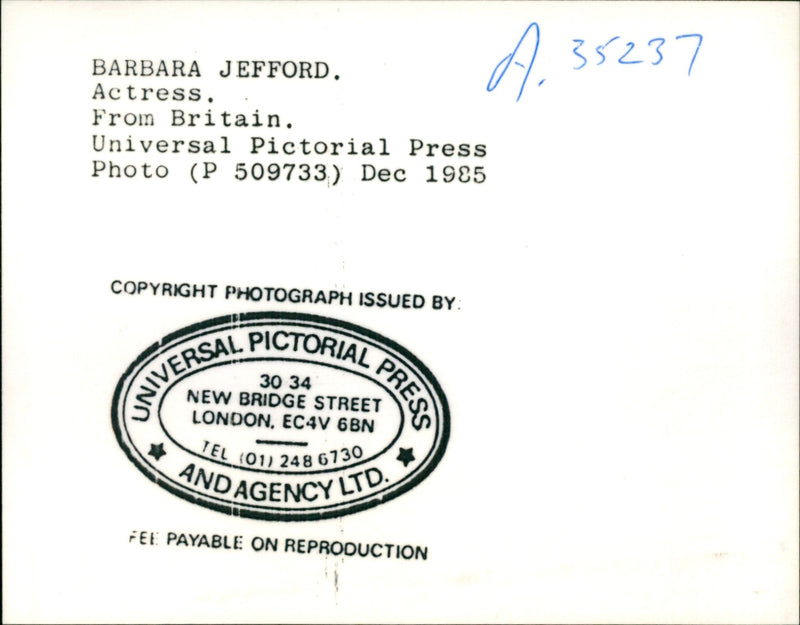 A. 35237
BARBARA JEFFORD.
Actress.
From Britain.
Universal Pictorial Press
Photo (P 509733) Dec 1985
COPYRIGHT PHOTOGRAPH ISSUED BY:
UNIVERSAL PICTORIAL PRESS
30 34
NEW BRIDGE STREET
LONDON, EC4V 6BN
TEL (01) 248 6730
AND AGENCY LTD.
FEE PAYABLE ON REPRODUCTION